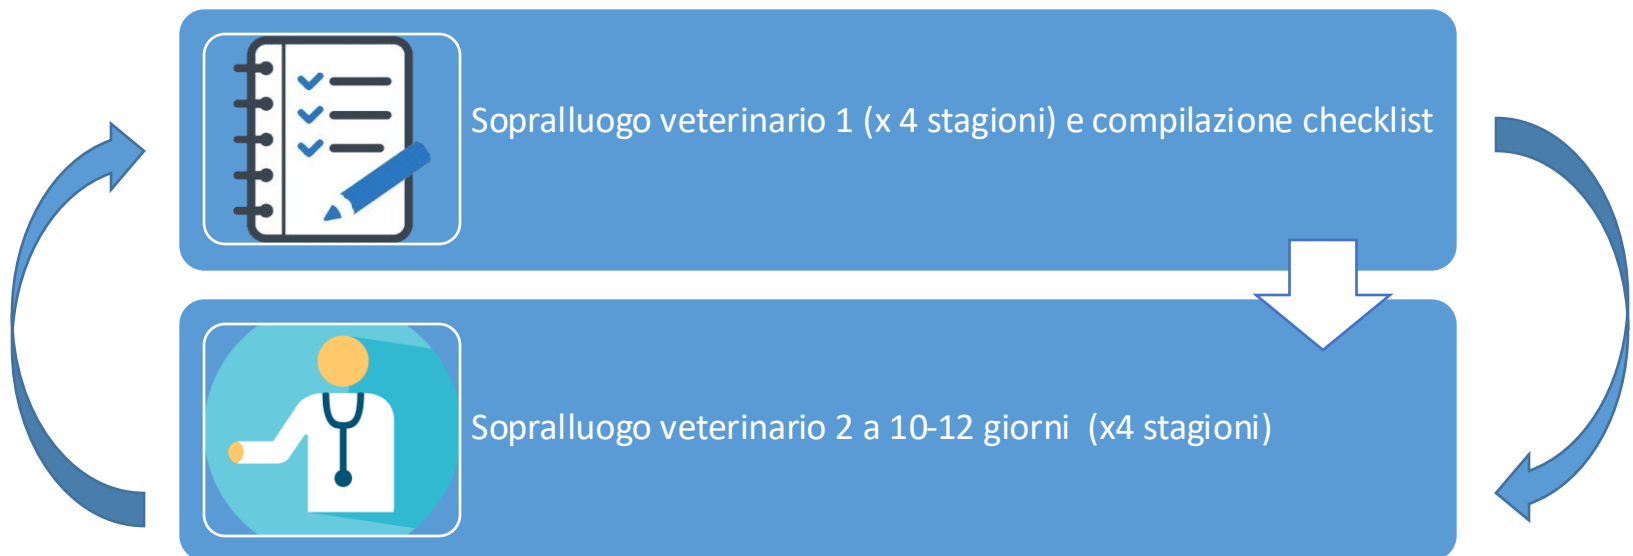 Sopralluogo veterinario 1 (x 4 stagioni) e compilazione checklist
Sopralluogo veterinario 2 a 10-12 giorni  (x4 stagioni)